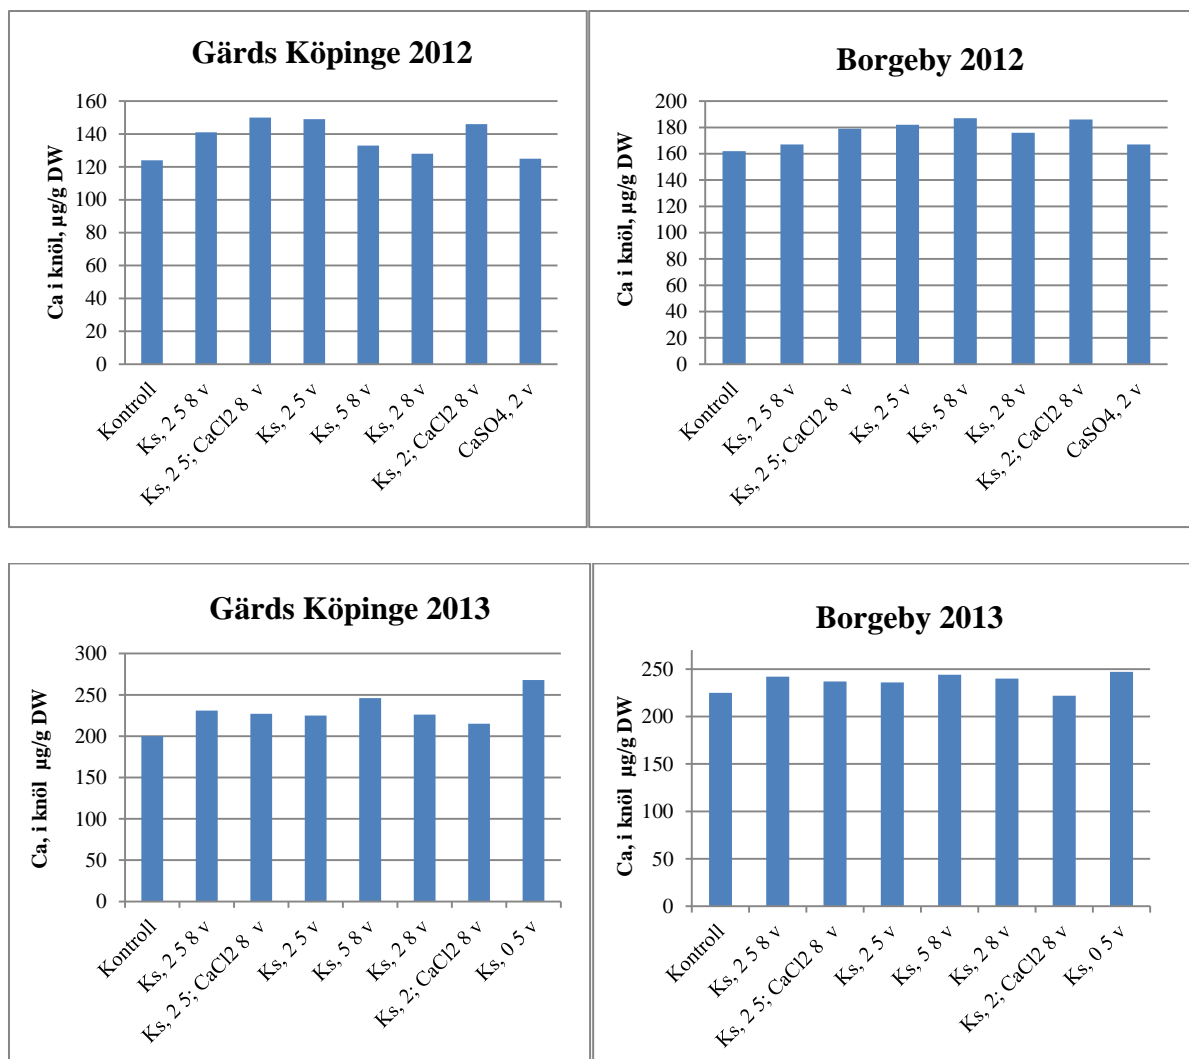 Gärds Köpinge 2012
Ca i knöl, µg/g DW
160
140
120
100
80
60
40
20
0
Kontroll
Ks, 2 5 8 v
Ks, 2 5; CaCl2 8 v
Ks, 2 5 v
Ks, 5 8 v
Ks, 2 8 v
Ks, 2; CaCl2 8 v
CaSO4, 2 v
Borgeby 2012
Ca i knöl, µg/g DW
200
180
160
140
120
100
80
60
40
20
0
Kontroll
Ks, 2 5 8 v
Ks, 2 5; CaCl2 8 v
Ks, 2 5 v
Ks, 5 8 v
Ks, 2 8 v
Ks, 2; CaCl2 8 v
CaSO4, 2 v
Gärds Köpinge 2013
Ca, i knöl µg/g DW
300
250
200
150
100
50
0
Kontroll
Ks, 2 5 8 v
Ks, 2 5; CaCl2 8 v
Ks, 2 5 v
Ks, 5 8 v
Ks, 2 8 v
Ks, 2; CaCl2 8 v
Ks, 0 5 v
Borgeby 2013
Ca, i knöl µg/g DW
250
200
150
100
50
0
Kontroll
Ks, 2 5 8 v
Ks, 2 5; CaCl2 8 v
Ks, 2 5 v
Ks, 5 8 v
Ks, 2 8 v
Ks, 2; CaCl2 8 v
Ks, 0 5 v